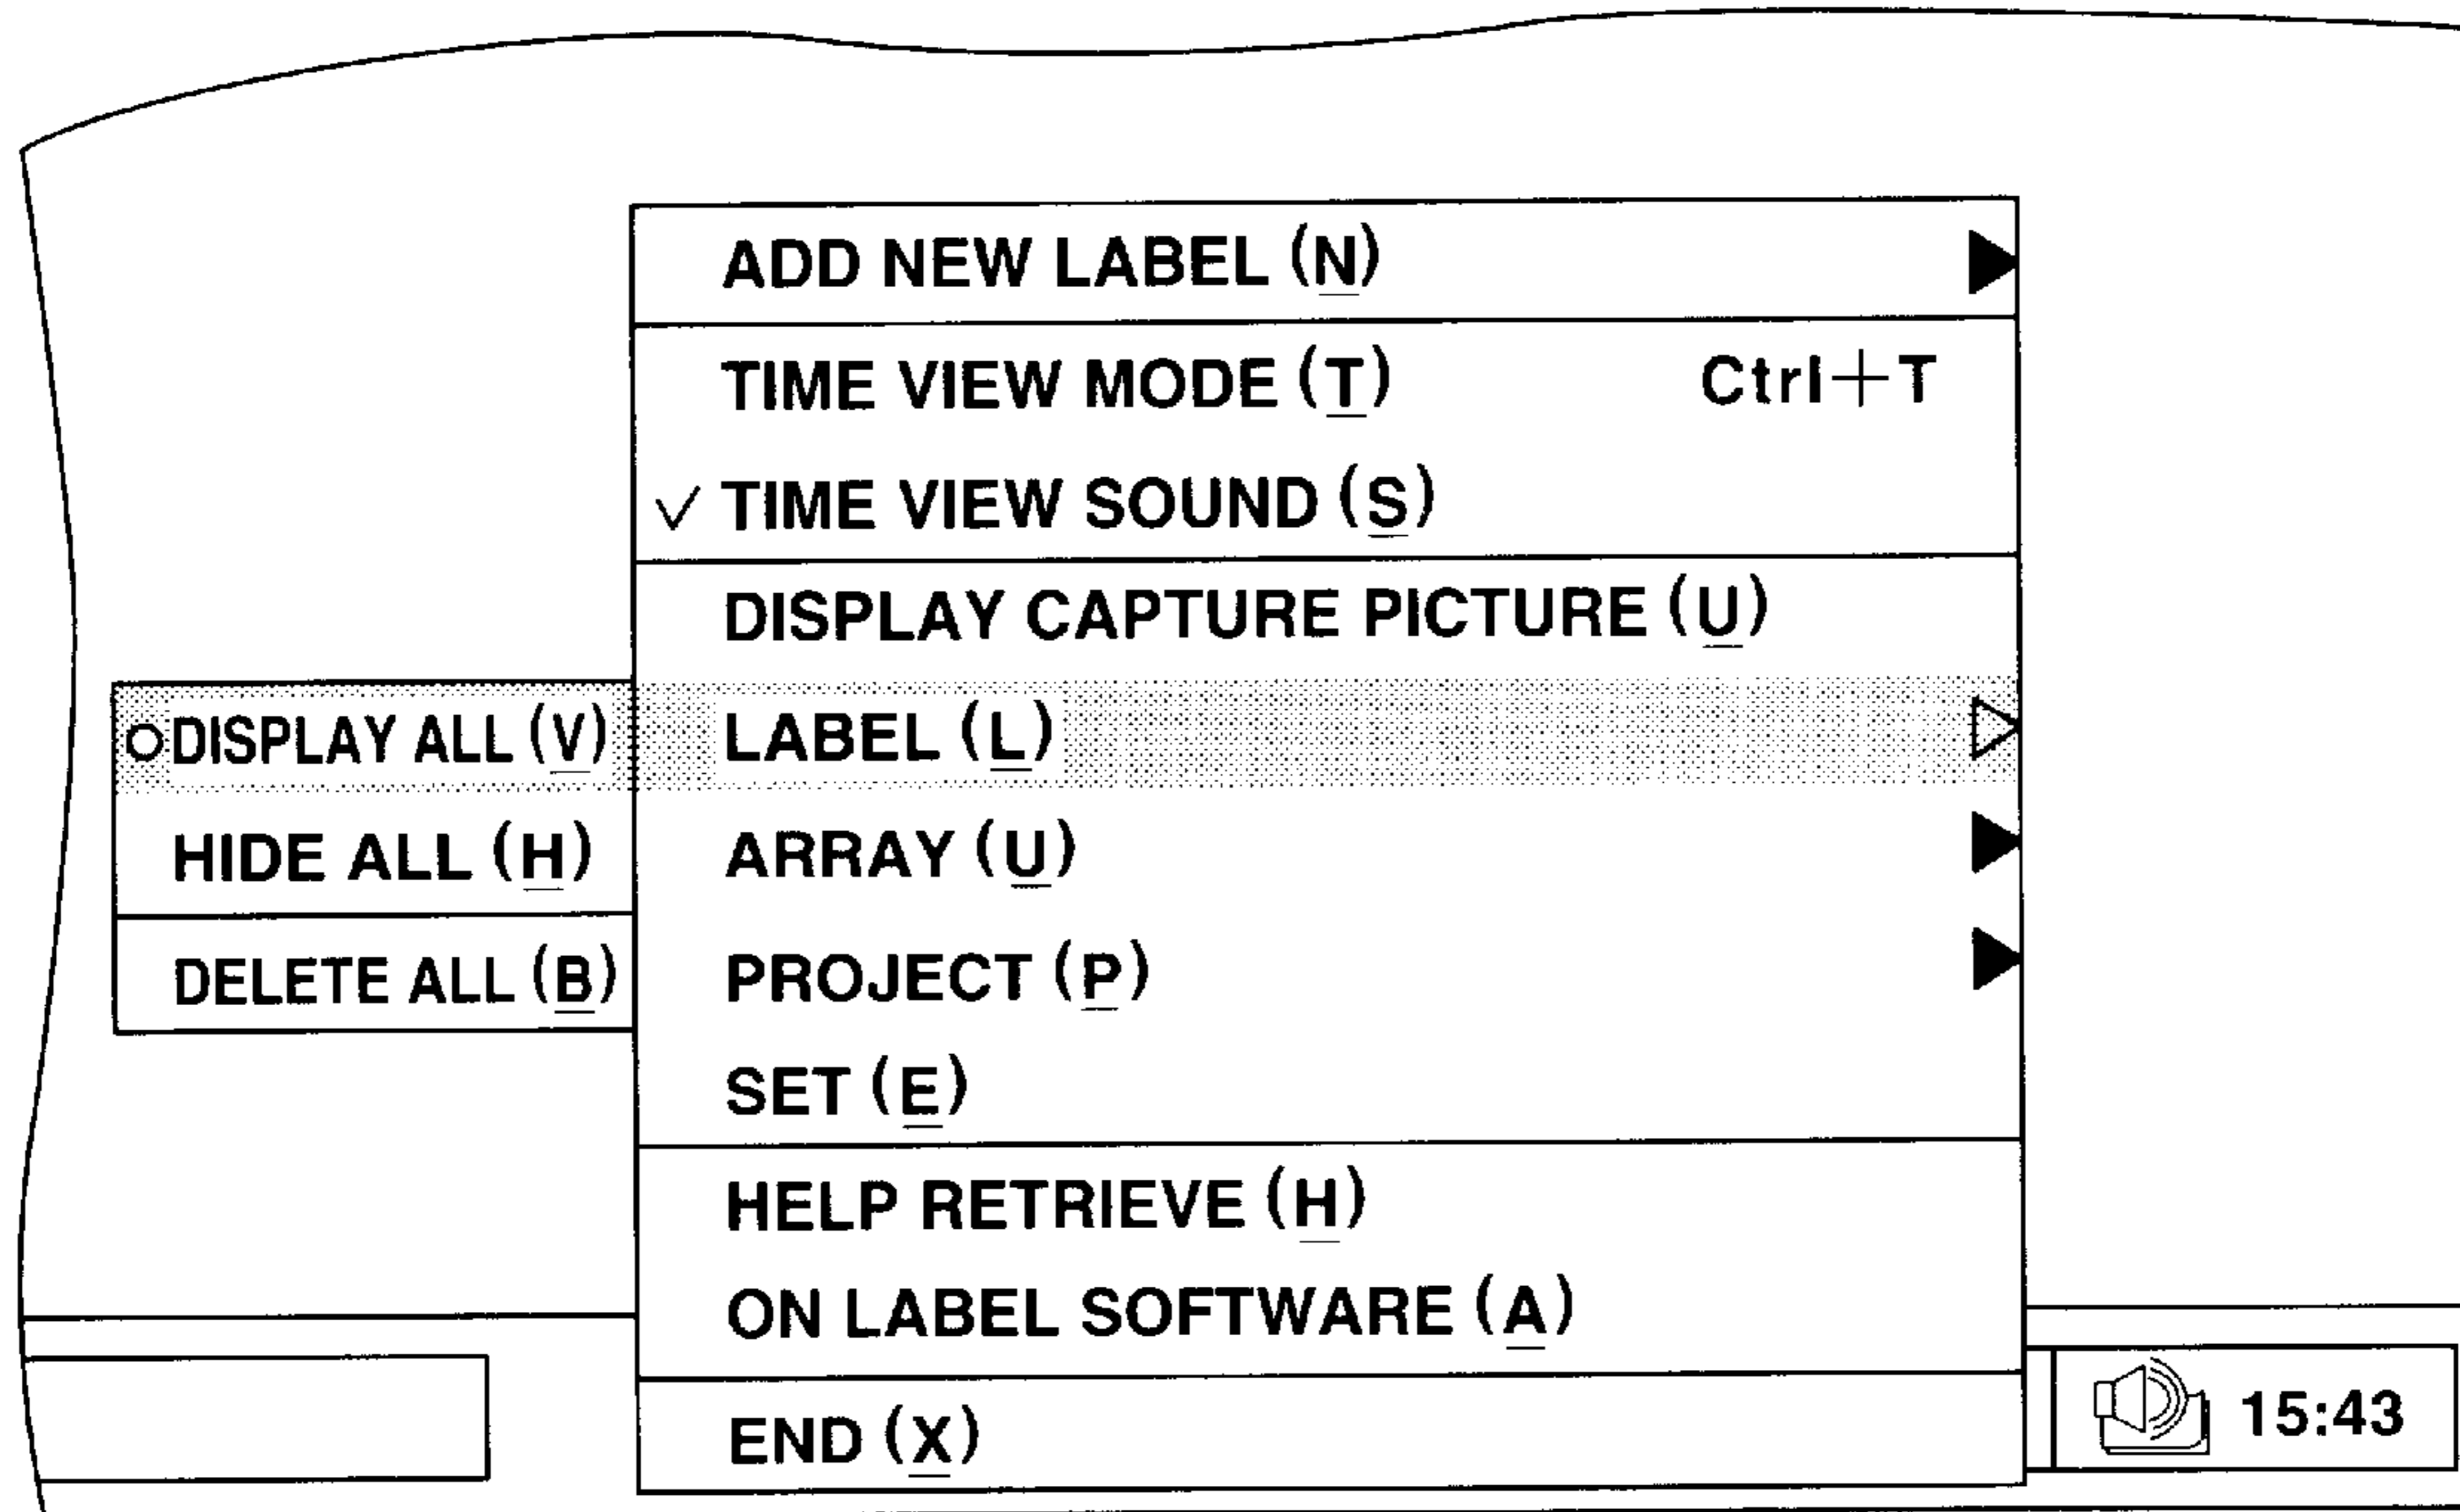 ADD NEW LABEL (N)
TIME VIEW MODE (T) Ctrl+T
✓ TIME VIEW SOUND (S)
DISPLAY CAPTURE PICTURE (U)
LABEL (L)
ARRAY (U)
PROJECT (P)
SET (E)
HELP RETRIEVE (H)
ON LABEL SOFTWARE (A)
END (X)
DISPLAY ALL (V)
HIDE ALL (H)
DELETE ALL (B)
15:43